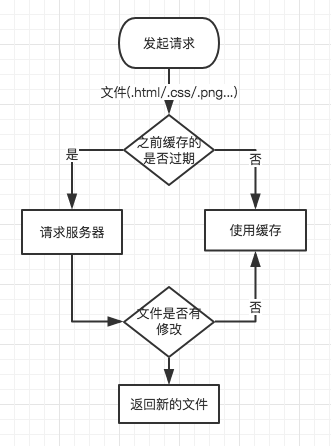 发起请求
文件(.html/.css/.png...)
之前缓存的
是否过期
是
否
请求服务器
使用缓存
文件是否有
修改
否
返回新的文件